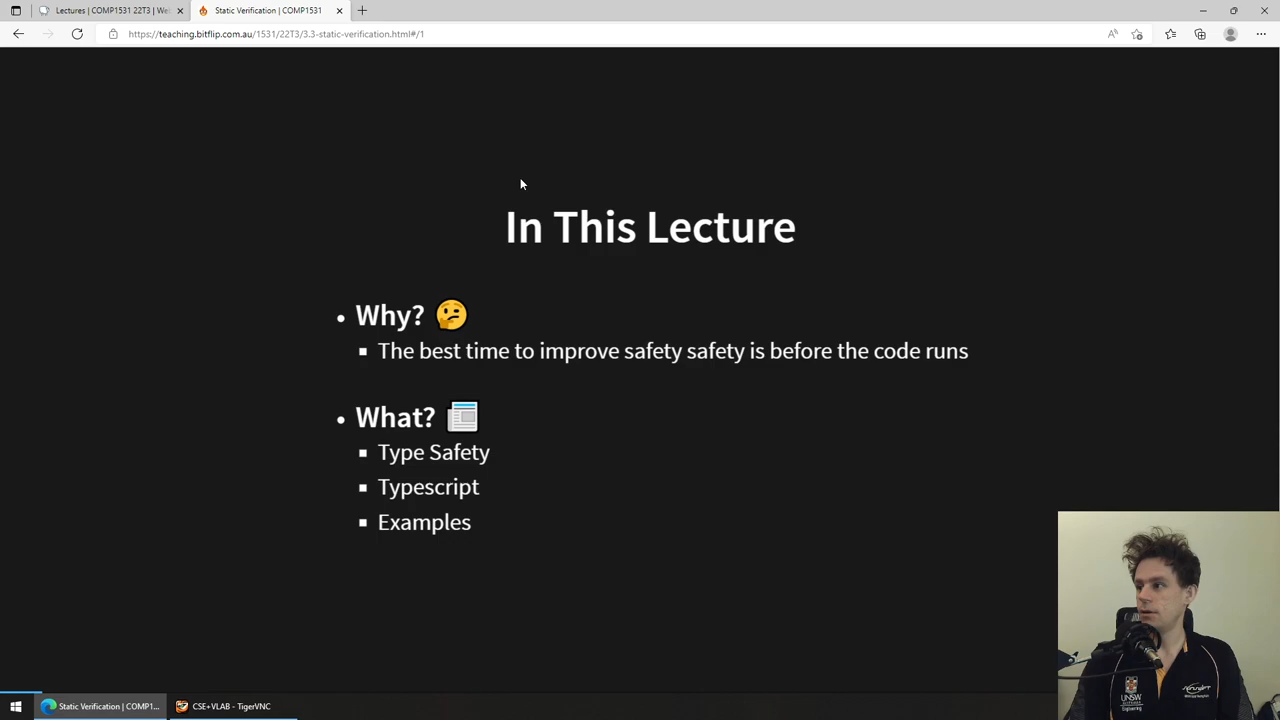 Lectures | COMP1531 22T3 | We
Static Verification | COMP1531
https://teaching.bitflip.com.au/1531/22T3/3.3-static-verification.html#/1
In This Lecture
• Why? 🤔
▪ The best time to improve safety safety is before the code runs
• What? 📰
▪ Type Safety
▪ Typescript
▪ Examples
UNSW
Engineering
Static Verification | COMP1...
CSE+VLAB - TigerVNC